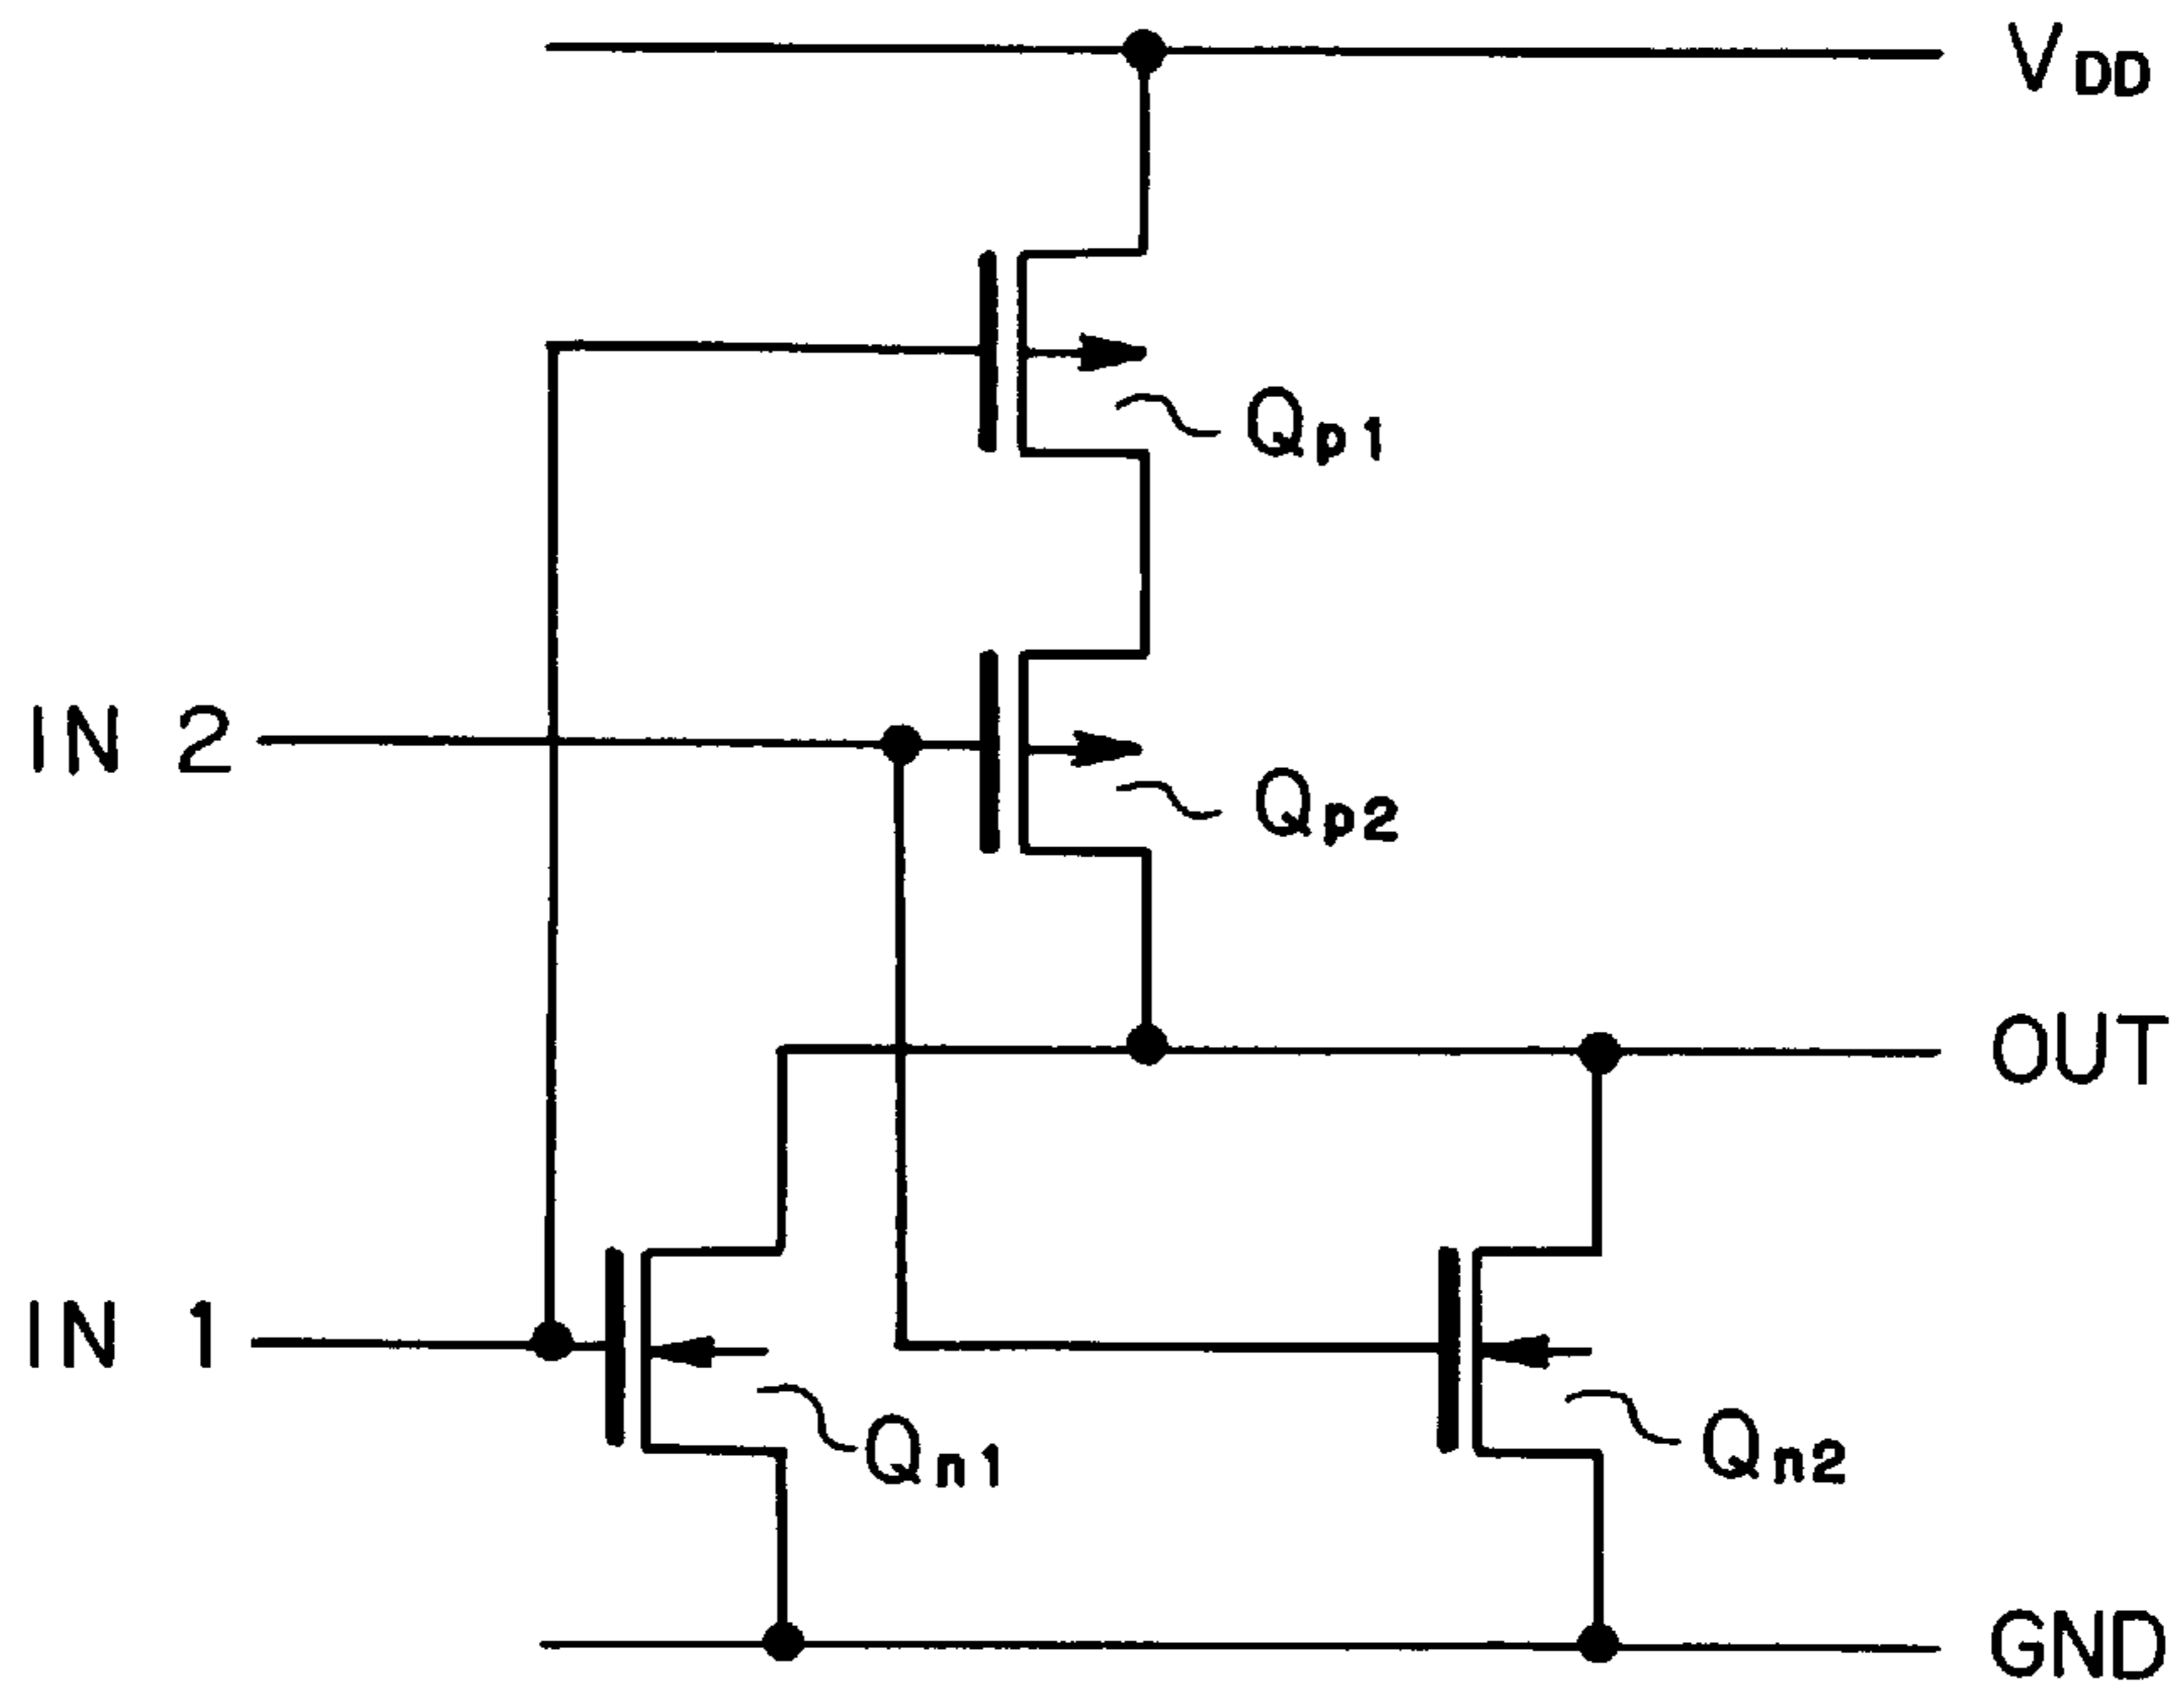 VDD
Qp1
IN 2
Qp2
OUT
IN 1
Qn1
Qn2
GND